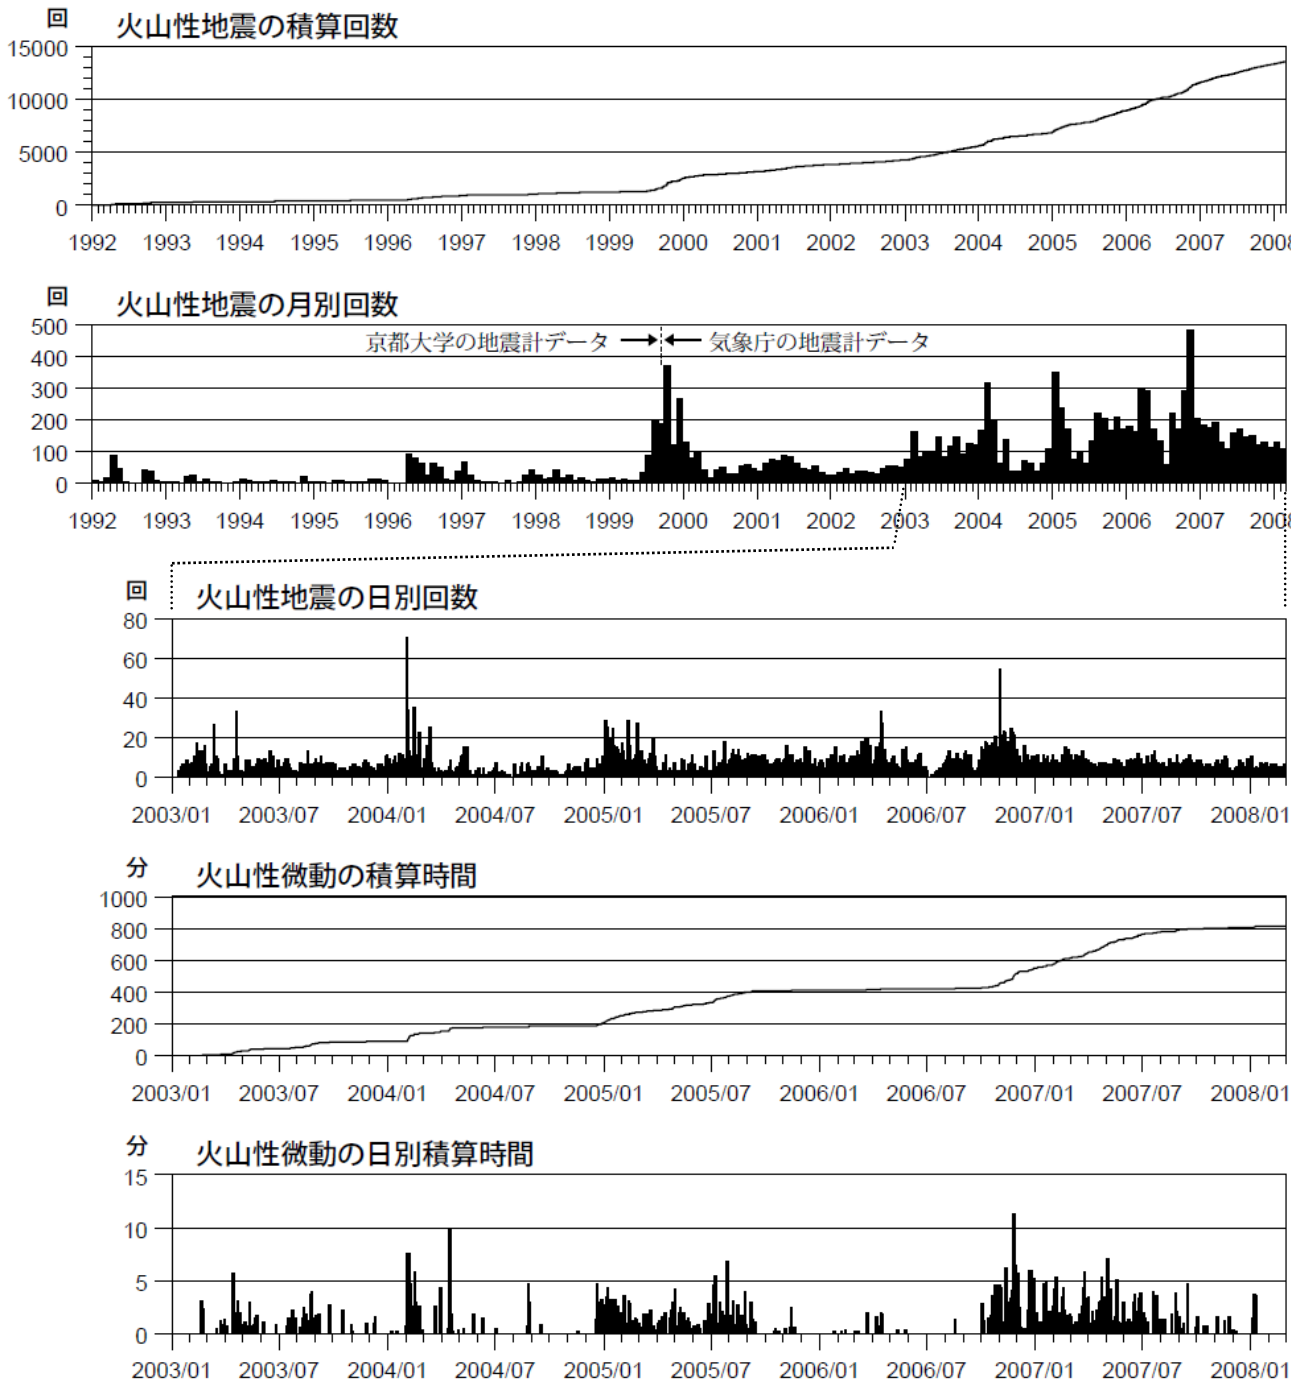 回
火山性地震の積算回数
15000
10000
5000
0
1992 1993 1994 1995 1996 1997 1998 1999 2000 2001 2002 2003 2004 2005 2006 2007 2008
回
火山性地震の月別回数
500
京都大学の地震計データ 気象庁の地震計データ
400
300
200
100
0
1992 1993 1994 1995 1996 1997 1998 1999 2000 2001 2002 2003 2004 2005 2006 2007 2008
回
火山性地震の日別回数
80
60
40
20
0
2003/01 2003/07 2004/01 2004/07 2005/01 2005/07 2006/01 2006/07 2007/01 2007/07 2008/01
分
火山性微動の積算時間
1000
800
600
400
200
0
2003/01 2003/07 2004/01 2004/07 2005/01 2005/07 2006/01 2006/07 2007/01 2007/07 2008/01
分
火山性微動の日別積算時間
15
10
5
0
2003/01 2003/07 2004/01 2004/07 2005/01 2005/07 2006/01 2006/07 2007/01 2007/07 2008/01